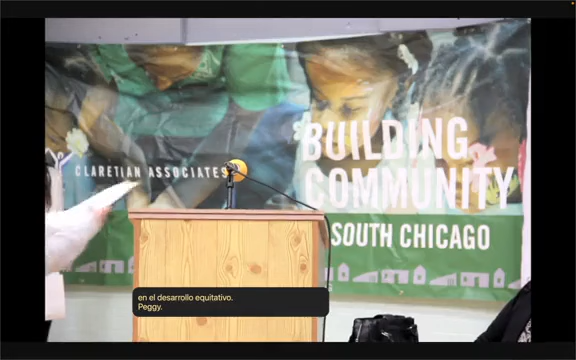 CLARETIAN ASSOCIATES
BUILDING
COMMUNITY
SOUTH CHICAGO
en el desarrollo equitativo.
Peggy.